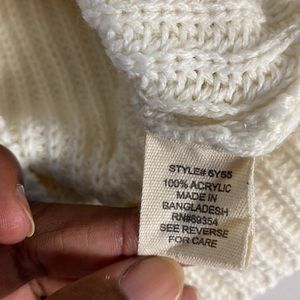 STYLE# 6Y55
100% ACRYLIC
MADE IN
BANGLADESH
RN#89354
SEE REVERSE
FOR CARE